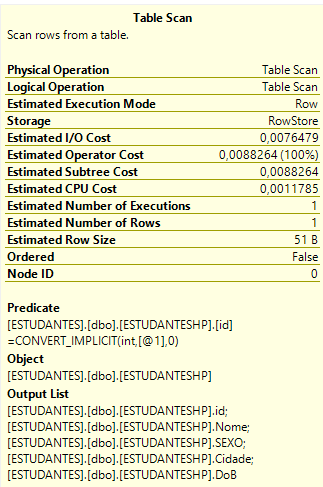 Table Scan
Scan rows from a table.
Physical Operation Table Scan
Logical Operation Table Scan
Estimated Execution Mode Row
Storage RowStore
Estimated I/O Cost 0,0076479
Estimated Operator Cost 0,0088264 (100%)
Estimated Subtree Cost 0,0088264
Estimated CPU Cost 0,0011785
Estimated Number of Executions 1
Estimated Number of Rows 1
Estimated Row Size 51 B
Ordered False
Node ID 0
Predicate
[ESTUDANTES].[dbo].[ESTUDANTESHP].[id]
=CONVERT_IMPLICIT(int,[@1],0)
Object
[ESTUDANTES].[dbo].[ESTUDANTESHP]
Output List
[ESTUDANTES].[dbo].[ESTUDANTESHP].id;
[ESTUDANTES].[dbo].[ESTUDANTESHP].Nome;
[ESTUDANTES].[dbo].[ESTUDANTESHP].SEXO;
[ESTUDANTES].[dbo].[ESTUDANTESHP].Cidade;
[ESTUDANTES].[dbo].[ESTUDANTESHP].DoB